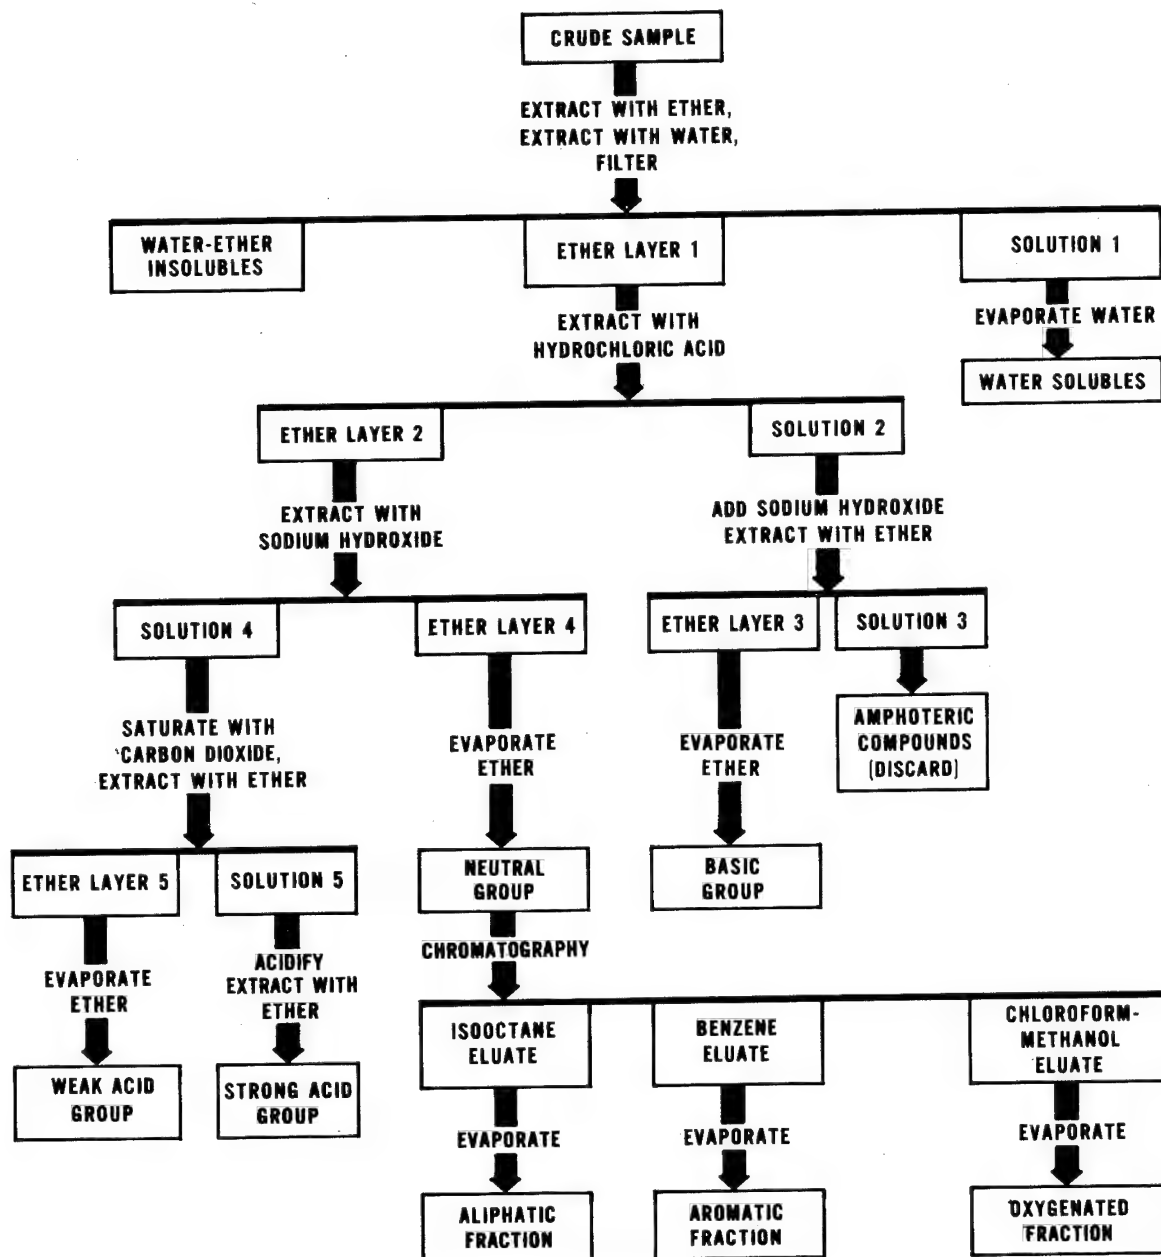 CRUDE SAMPLE
EXTRACT WITH ETHER,
EXTRACT WITH WATER,
FILTER
WATER-ETHER
INSOLUBLES
ETHER LAYER 1
SOLUTION 1
EXTRACT WITH
HYDROCHLORIC ACID
EVAPORATE WATER
WATER SOLUBLES
ETHER LAYER 2
SOLUTION 2
EXTRACT WITH
SODIUM HYDROXIDE
ADD SODIUM HYDROXIDE
EXTRACT WITH ETHER
SOLUTION 4
ETHER LAYER 4
ETHER LAYER 3
SOLUTION 3
SATURATE WITH
CARBON DIOXIDE,
EXTRACT WITH ETHER
EVAPORATE
ETHER
EVAPORATE
ETHER
AMPHOTERIC
COMPOUNDS
(DISCARD)
ETHER LAYER 5
SOLUTION 5
NEUTRAL
GROUP
BASIC
GROUP
EVAPORATE
ETHER
ACIDIFY
EXTRACT WITH
ETHER
CHROMATOGRAPHY
ISOOCTANE
ELUATE
BENZENE
ELUATE
CHLOROFORM-
METHANOL
ELUATE
WEAK ACID
GROUP
STRONG ACID
GROUP
EVAPORATE
EVAPORATE
EVAPORATE
ALIPHATIC
FRACTION
AROMATIC
FRACTION
OXYGENATED
FRACTION